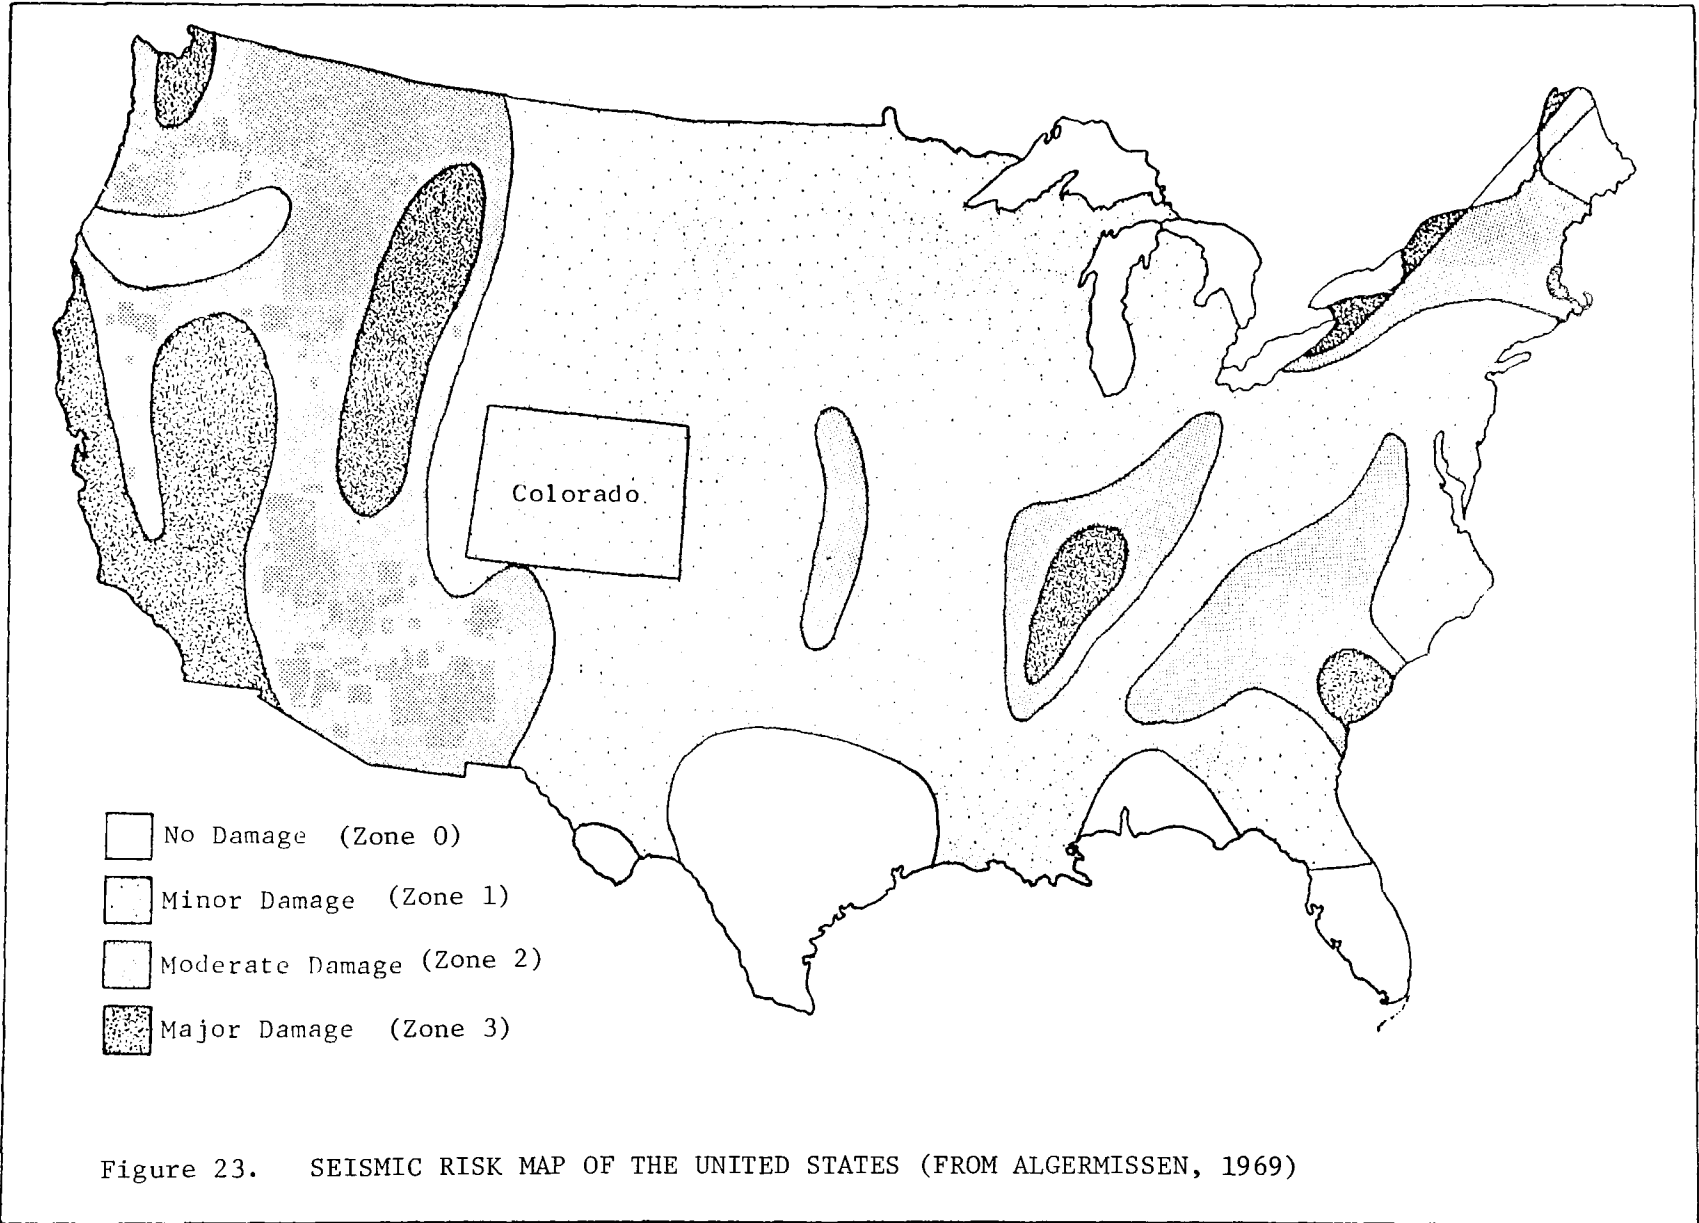 Colorado
No Damage (Zone 0)
Minor Damage (Zone 1)
Moderate Damage (Zone 2)
Major Damage (Zone 3)
Figure 23. SEISMIC RISK MAP OF THE UNITED STATES (FROM ALGERMISSEN, 1969)